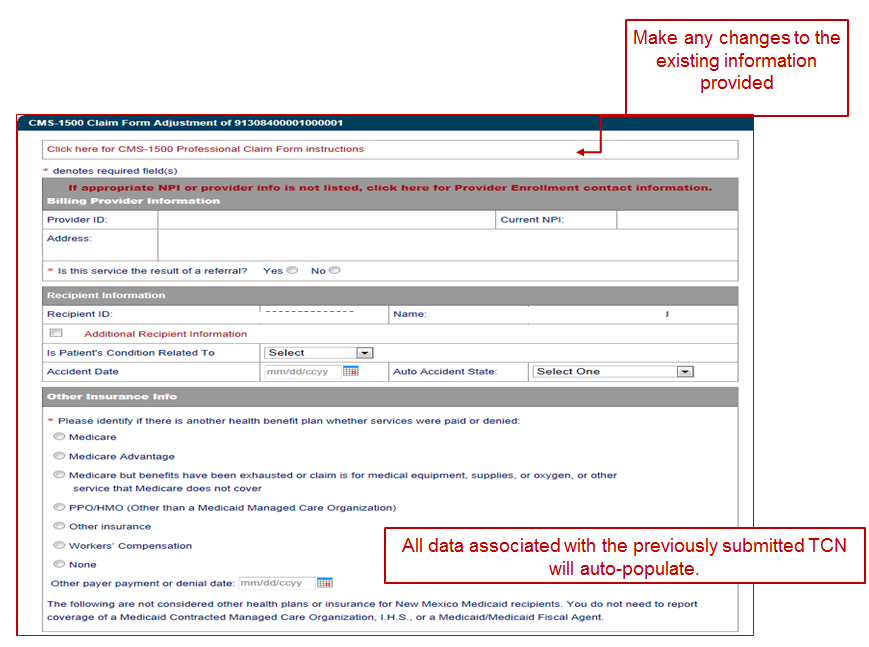 Make any changes to the
existing information
provided
CMS-1500 Claim Form Adjustment of 91308400001000001
Click here for CMS-1500 Professional Claim Form instructions
* denotes required field(s)
If appropriate NPI or provider info is not listed, click here for Provider Enrollment contact information.
Billing Provider Information
Provider ID:
Current NPI:
Address:
* Is this service the result of a referral? Yes No
Recipient Information
Recipient ID:
Name:
Additional Recipient Information
Is Patient's Condition Related To Select
Accident Date mm/dd/ccyy Auto Accident State: Select One
Other Insurance Info
* Please identify if there is another health benefit plan whether services were paid or denied:
Medicare
Medicare Advantage
Medicare but benefits have been exhausted or claim is for medical equipment, supplies, or oxygen, or other
service that Medicare does not cover
PPO/HMO (Other than a Medicaid Managed Care Organization)
Other insurance
Workers' Compensation
None
All data associated with the previously submitted TCN
will auto-populate.
Other payer payment or denial date: mm/dd/ccyy
The following are not considered other health plans or insurance for New Mexico Medicaid recipients. You do not need to report
coverage of a Medicaid Contracted Managed Care Organization, I.H.S., or a Medicaid/Medicaid Fiscal Agent.